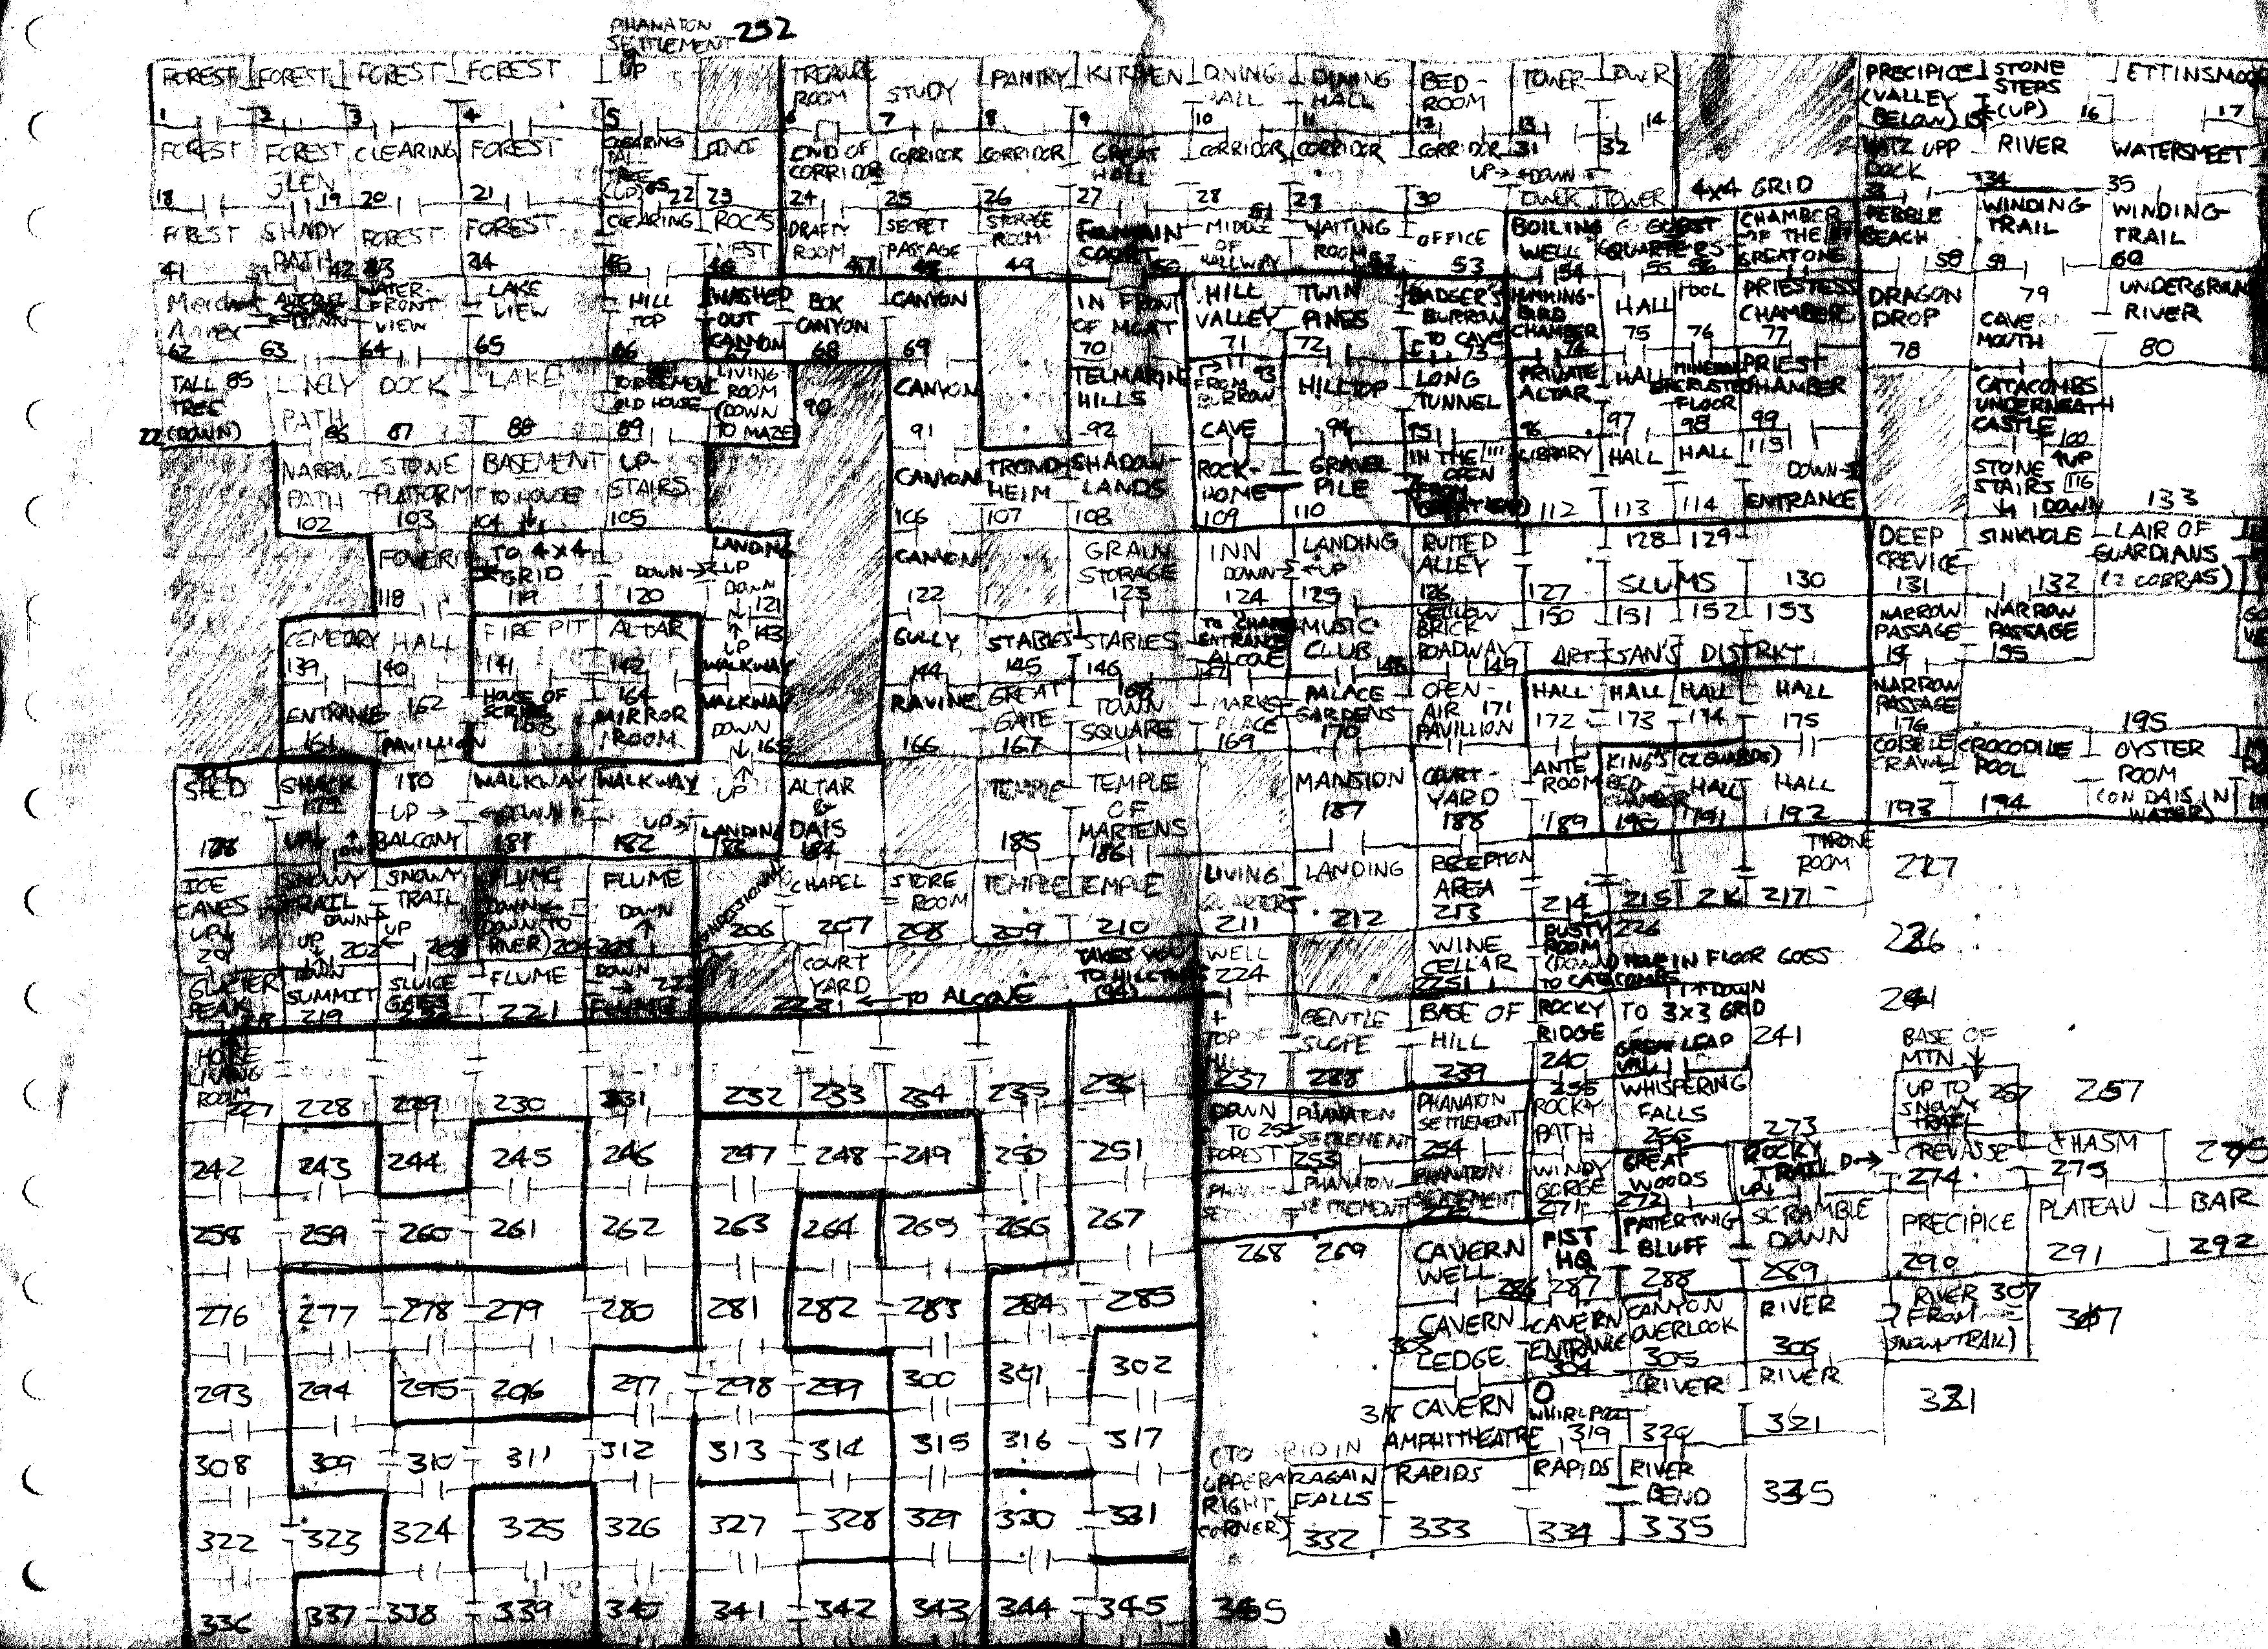 PHANATON
SETTLEMENT 232
FOREST FOREST FOREST FOREST UP TREASURE ROOM STUDY PANTRY KITCHEN DINING HALL DINING HALL BED-ROOM TOWER TOWER PRECIPICE (VALLEY BELOW) STONE STEPS (UP) ETTINSMOOR
1 2 3 4 5 6 7 8 9 10 11 12 13 14 15 16 17
FOREST FOREST GLEN CLEARING FOREST CLEARING TALL TREE (UP) 85 END OF CORRIDOR CORRIDOR CORRIDOR GREAT HALL CORRIDOR CORRIDOR CORRIDOR UP→ ←DOWN TOWER TOWER 4X4 GRID DOCK RIVER WATERSMEET
18 19 20 21 22 23 24 25 26 27 28 29 30 31 32 34 35
FOREST SHADY PATH FOREST FOREST CLEARING ROC'S NEST DRAFTY ROOM SECRET PASSAGE STORAGE ROOM FOUNTAIN COURT MIDDLE OF HALLWAY WAITING ROOM OFFICE BOILING WELL GUEST QUARTERS CHAMBER OF THE GREAT ONE PEBBLE BEACH WINDING TRAIL WINDING TRAIL
41 42 43 44 45 46 47 48 49 50 51 52 53 54 55 56 58 59 60
WATER-FRONT VIEW LAKE VIEW HILL TOP WASHED OUT CANYON BOX CANYON CANYON IN FRONT OF MOAT HILL VALLEY TWIN PINES BADGER'S BURROW TO CAVE HUMMING-BIRD CHAMBER HALL POOL PRIESTESS CHAMBER DRAGON DROP CAVE MOUTH UNDERGROUND RIVER
62 63 64 65 66 67 68 69 70 71 72 73 74 75 76 77 78 79 80
TALL TREE 22 (DOWN) LONELY PATH DOCK LAKE TO BASEMENT OLD HOUSE LIVING ROOM (DOWN TO MAZE) CANYON TELMARINE HILLS FROM BURROW CAVE HILLTOP LONG TUNNEL PRIVATE ALTAR HALL MINERAL ENCRUSTED FLOOR PRIEST CHAMBER CATACOMBS UNDERNEATH CASTLE
85 86 87 88 89 90 91 92 93 94 95 96 97 98 99 100
NARROW PATH STONE PLATFORM BASEMENT TO HOUSE UP-STAIRS CANYON TRONDHEIM SHADOW-LANDS ROCK-HOME GRAVEL PILE IN THE OPEN LIBRARY HALL HALL DOWN ENTRANCE STONE STAIRS ↑UP ↓DOWN
102 103 104 105 106 107 108 109 110 111 112 113 114 115 116 133
FOYER TO 4X4 GRID DOWN→ LANDING ←UP DOWN CANYON GRAIN STORAGE INN DOWN→ LANDING ←UP RUTTED ALLEY SLUMS DEEP CREVICE SINKHOLE LAIR OF GUARDIANS (2 COBRAS)
118 119 120 121 122 123 124 125 126 127 128 129 130 131 132
CEMETARY HALL FIRE PIT ALTAR UP WALKWAY GULLY STABLES STABLES ENTRANCE ALCOVE MUSIC CLUB YELLOW BRICK ROADWAY ARTISAN'S DISTRICT NARROW PASSAGE NARROW PASSAGE
139 140 141 142 143 144 145 146 147 148 149 150 151 152 153 155
ENTRANCE PAVILLION HOUSE OF SCRIBE MIRROR ROOM WALKWAY DOWN RAVINE GREAT GATE TOWN SQUARE MARKET PLACE PALACE GARDENS OPEN-AIR PAVILLION HALL HALL HALL HALL NARROW PASSAGE
161 162 163 164 165 166 167 168 169 170 171 172 173 174 175 176 195
SHED SHACK UP→ BALCONY WALKWAY ←DOWN WALKWAY UP→ UP LANDING ALTAR & DAIS TEMPLE TEMPLE OF MARTENS MANSION COURT-YARD ANTE ROOM KING'S BED CHAMBER (2 GUARDS) HALL HALL COBBLE CRAWL CROCODILE POOL OYSTER ROOM (ON DAIS IN WATER)
178 179 180 181 182 183 184 185 186 187 188 189 190 191 192 193 194
ICE CAVES UP SNOWY TRAIL DOWN UP SNOWY TRAIL UP FLUME (DOWN TO RIVER) FLUME DOWN CHAPEL STORE ROOM TEMPLE TEMPLE LIVING QUARTERS LANDING RECEPTION AREA THRONE ROOM 227
201 202 203 204 205 206 207 208 209 210 211 212 213 214 215 216 217 226
GLACIER PEAK DOWN SUMMIT SLUICE GATES FLUME DOWN FLUME COURT YARD ←TO ALCOVE TAKES YOU TO HILLTOP (94) WELL WINE CELLAR DUSTY ROOM (DOWN) HOLE IN FLOOR GOES TO CATACOMBS
218 219 220 221 222 223 224 225 226 241
HOUSE LIVING ROOM TOP OF HILL GENTLE SLOPE BASE OF HILL ROCKY RIDGE ↑DOWN TO 3X3 GRID GREAT LEAP 241 BASE OF MTN
227 228 229 230 231 232 233 234 235 236 237 238 239 240
DOWN TO 252 FOREST PHANATON SETTLEMENT PHANATON SETTLEMENT ROCKY PATH WHISPERING FALLS UP TO SNOWY TRAIL 257 257
242 243 244 245 246 247 248 249 250 251 253 254 255 256 273
PHANATON SETTLEMENT PHANATON SETTLEMENT WINDY GORGE GREAT WOODS ROCKY TRAIL D→ UP CREVASSE CHASM
258 259 260 261 262 263 264 265 266 267 268 269 271 272 274 275
CAVERN WELL FIST HQ PATTERING BLUFF SCRAMBLE DOWN PRECIPICE PLATEAU BAR
276 277 278 279 280 281 282 283 284 285 286 287 288 289 290 291 292
CAVERN LEDGE CAVERN ENTRANCE CANYON OVERLOOK RIVER RIVER (FROM SNOWTRAIL) 307 307
293 294 295 296 297 298 299 300 301 302 303 304 305 306
CAVERN AMPHITHEATRE WHIRLPOOL RIVER RIVER
308 309 310 311 312 313 314 315 316 317 318 319 320 321 321
(TO GRID IN UPPER RIGHT CORNER) RAGAIN FALLS RAPIDS RAPIDS RIVER BEND
322 323 324 325 326 327 328 329 330 331 332 333 334 335 335
336 337 338 339 340 341 342 343 344 345